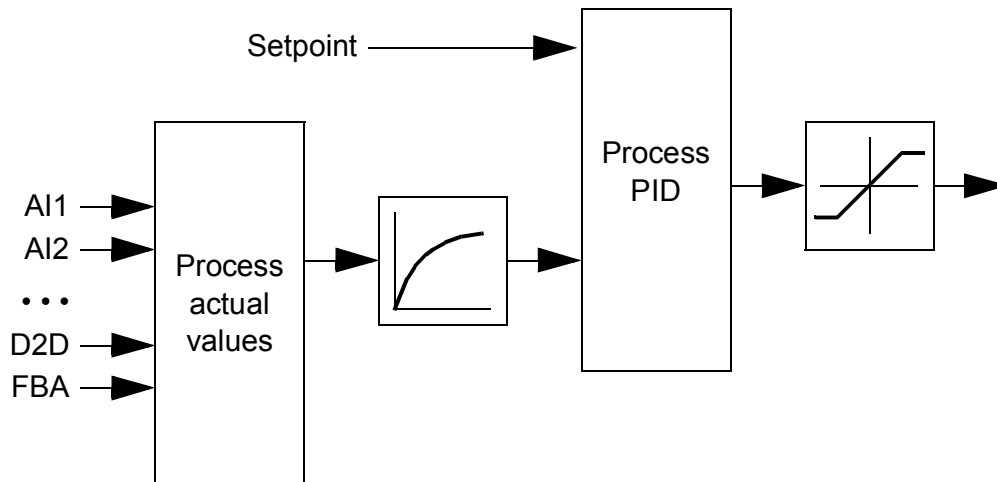 Setpoint
Process
PID
AI1
AI2
• • •
D2D
FBA
Process
actual
values